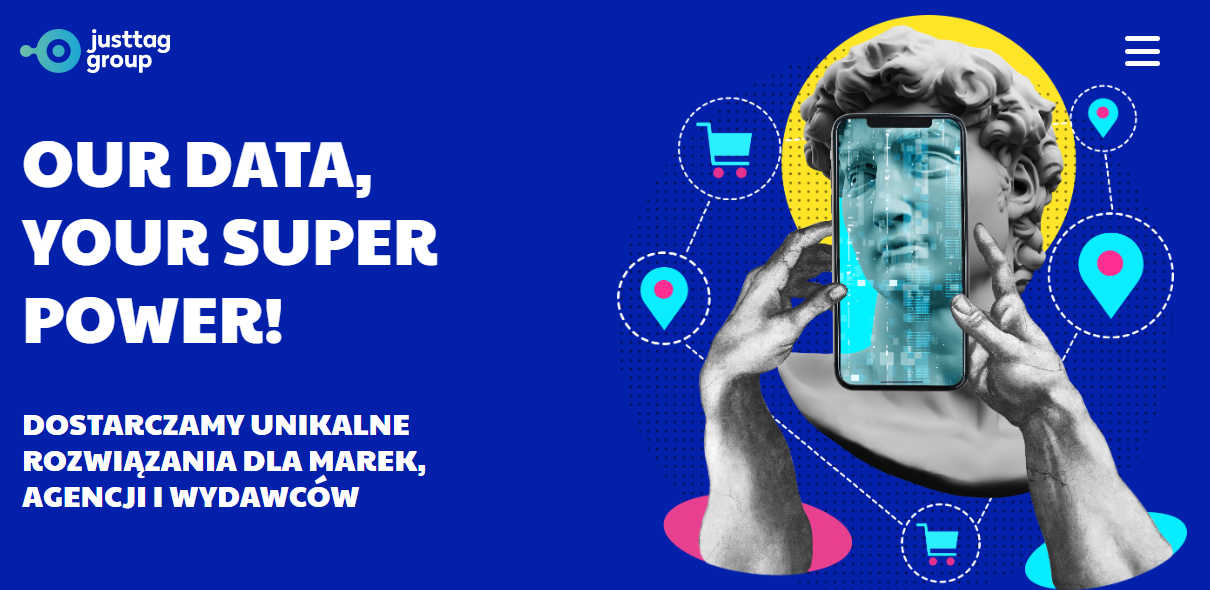 justtag
group
OUR DATA,
YOUR SUPER
POWER!
DOSTARCZAMY UNIKALNE
ROZWIĄZANIA DLA MAREK,
AGENCJI I WYDAWCÓW